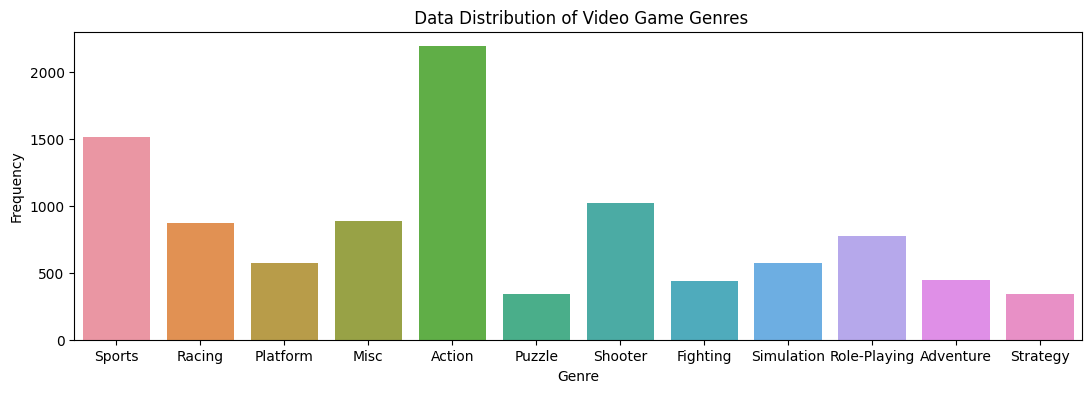 Data Distribution of Video Game Genres
2000
1500
1000
500
0
Frequency
Sports Racing Platform Misc Action Puzzle Shooter Fighting Simulation Role-Playing Adventure Strategy
Genre